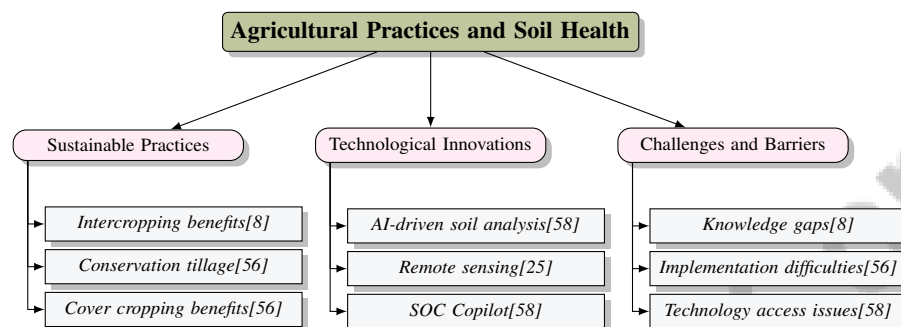 Agricultural Practices and Soil Health
Sustainable Practices
Technological Innovations
Challenges and Barriers
Intercropping benefits[8]
AI-driven soil analysis[58]
Knowledge gaps[8]
Conservation tillage[56]
Remote sensing[25]
Implementation difficulties[56]
Cover cropping benefits[56]
SOC Copilot[58]
Technology access issues[58]